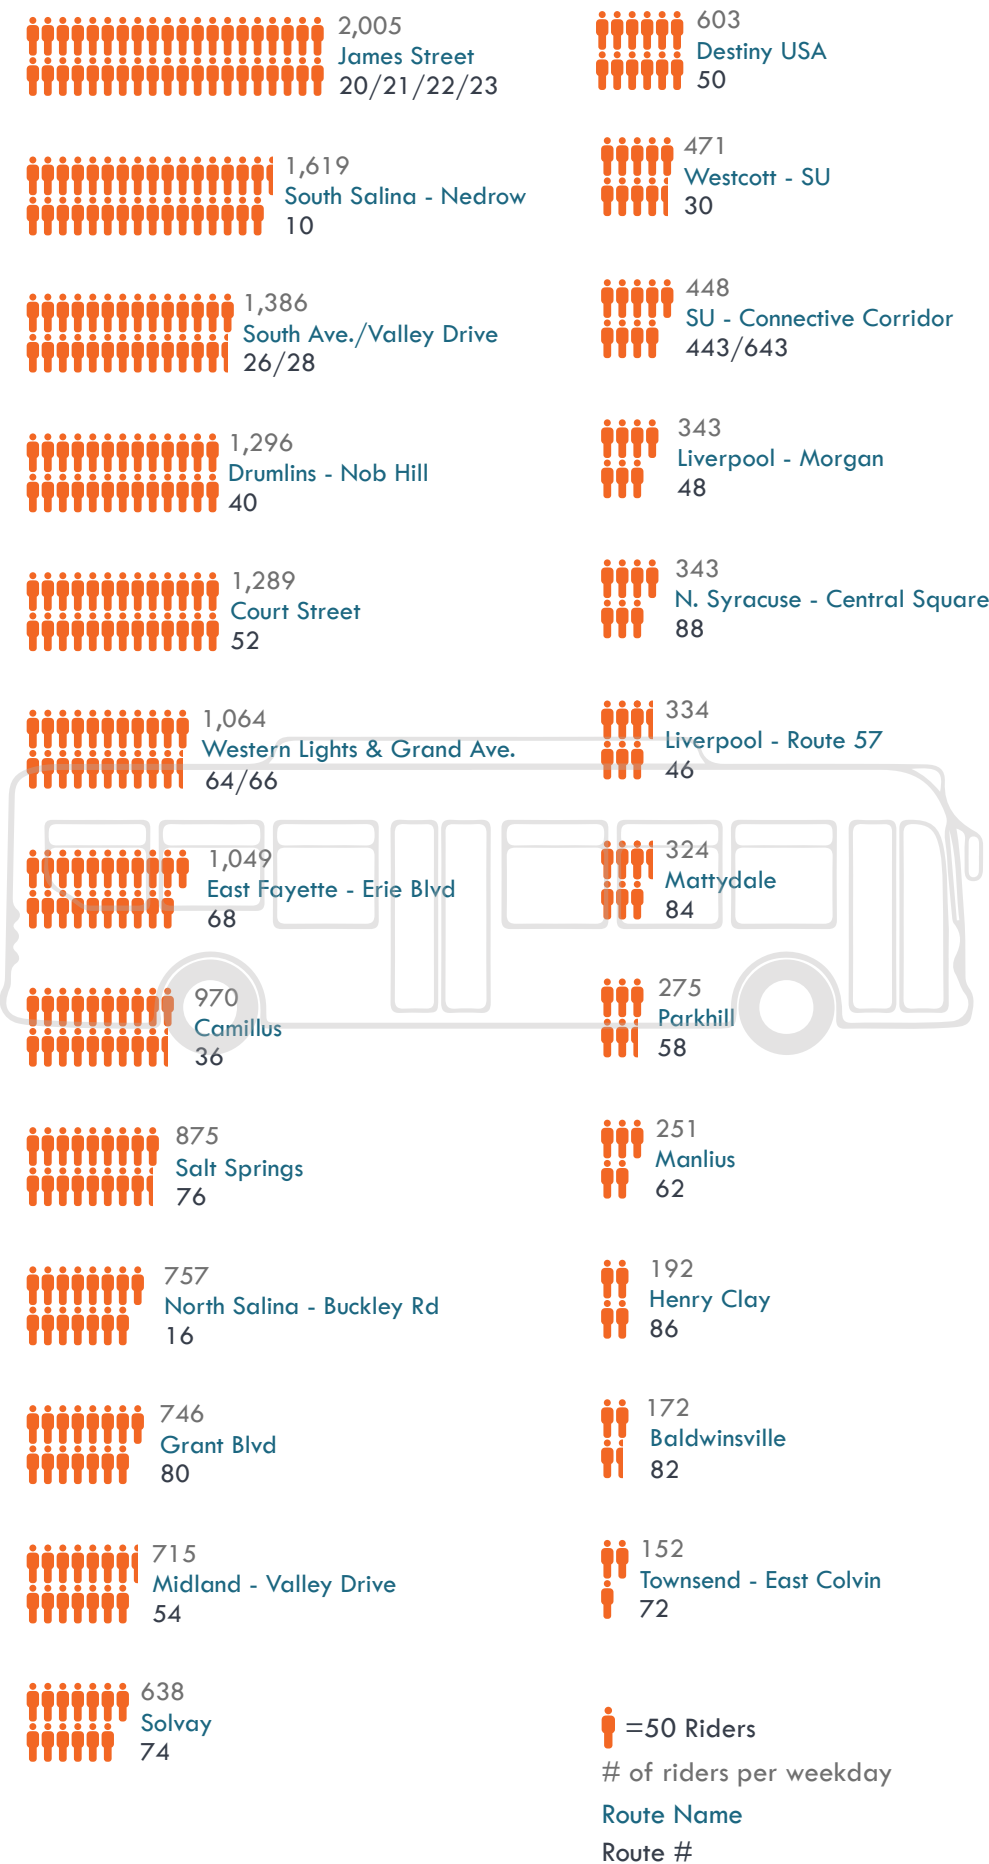 2,005
James Street
20/21/22/23
1,619
South Salina - Nedrow
10
1,386
South Ave./Valley Drive
26/28
1,296
Drumlins - Nob Hill
40
1,289
Court Street
52
1,064
Western Lights & Grand Ave.
64/66
1,049
East Fayette - Erie Blvd
68
970
Camillus
36
875
Salt Springs
76
757
North Salina - Buckley Rd
16
746
Grant Blvd
80
715
Midland - Valley Drive
54
638
Solvay
74
603
Destiny USA
50
471
Westcott - SU
30
448
SU - Connective Corridor
443/643
343
Liverpool - Morgan
48
343
N. Syracuse - Central Square
88
334
Liverpool - Route 57
46
324
Mattydale
84
275
Parkhill
58
251
Manlius
62
192
Henry Clay
86
172
Baldwinsville
82
152
Townsend - East Colvin
72
=50 Riders
# of riders per weekday
Route Name
Route #